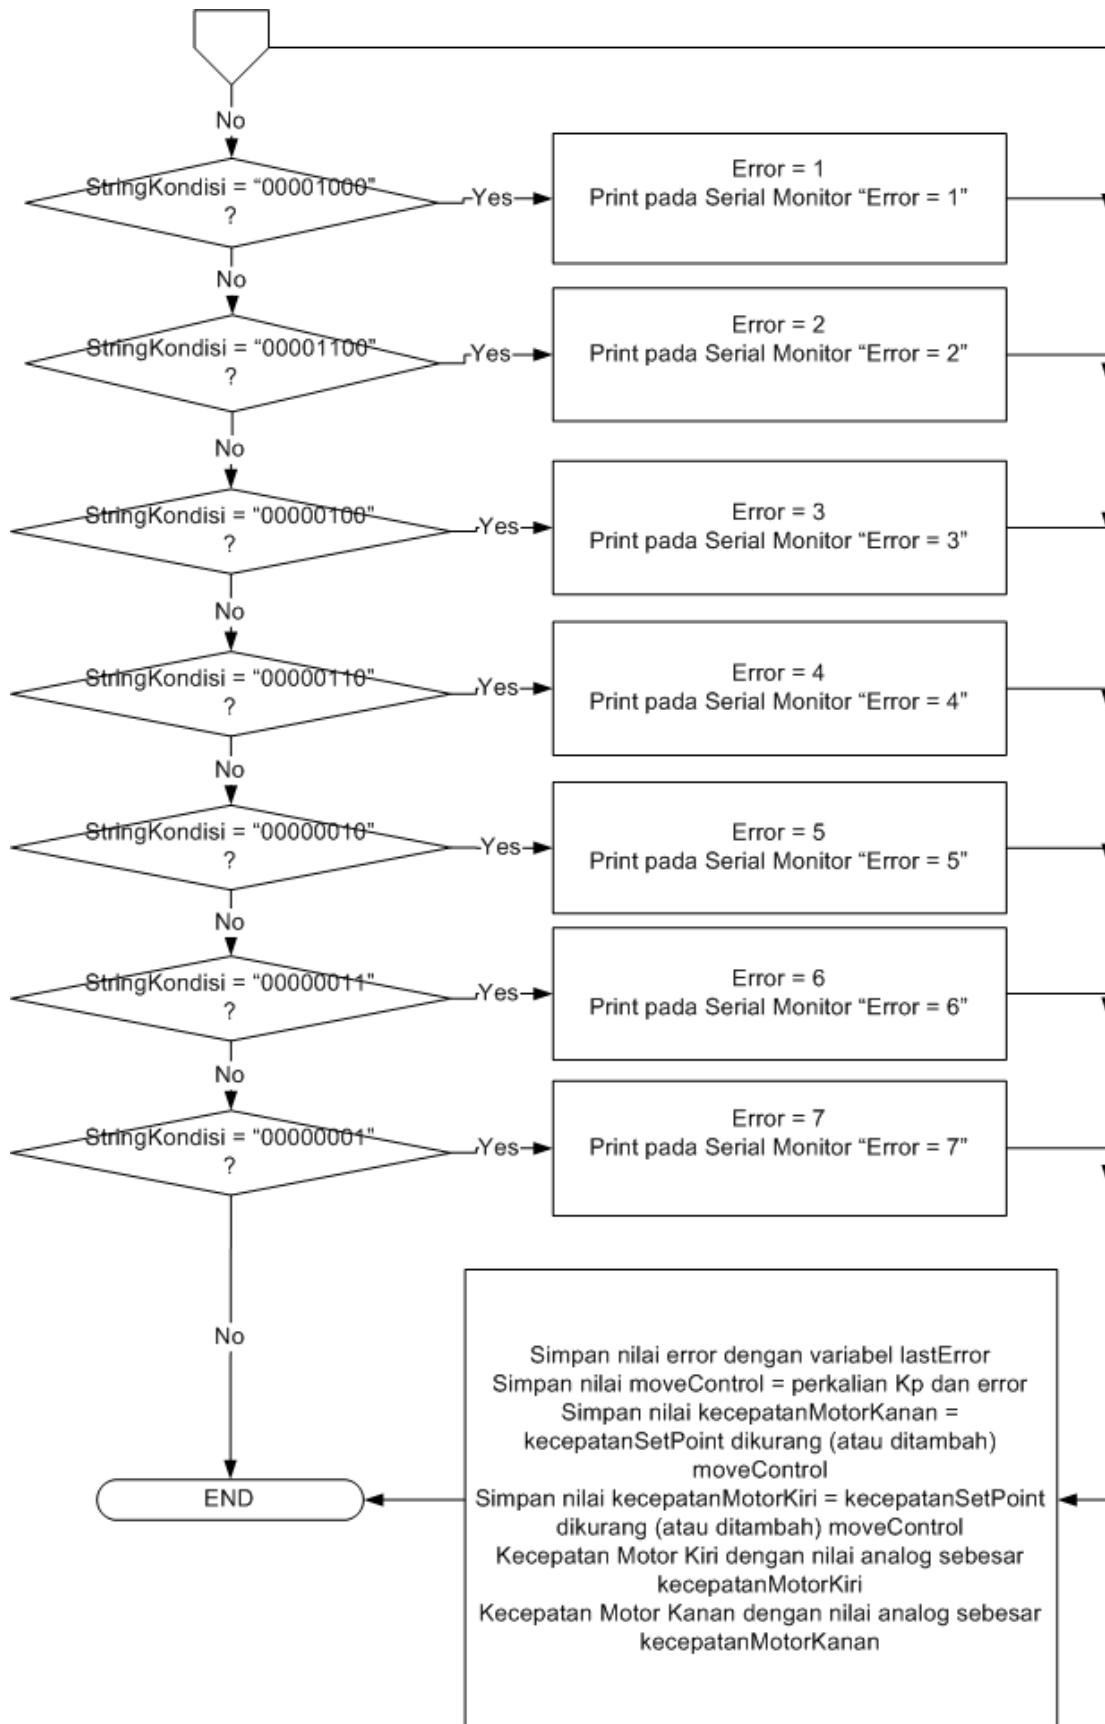 No
StringKondisi = “00001000”
?
Yes
Error = 1
Print pada Serial Monitor “Error = 1”
No
StringKondisi = “00001100”
?
Yes
Error = 2
Print pada Serial Monitor “Error = 2”
No
StringKondisi = “00000100”
?
Yes
Error = 3
Print pada Serial Monitor “Error = 3”
No
StringKondisi = “00000110”
?
Yes
Error = 4
Print pada Serial Monitor “Error = 4”
No
StringKondisi = “00000010”
?
Yes
Error = 5
Print pada Serial Monitor “Error = 5”
No
StringKondisi = “00000011”
?
Yes
Error = 6
Print pada Serial Monitor “Error = 6”
No
StringKondisi = “00000001”
?
Yes
Error = 7
Print pada Serial Monitor “Error = 7”
No
END
Simpan nilai error dengan variabel lastError
Simpan nilai moveControl = perkalian Kp dan error
Simpan nilai kecepatanMotorKanan =
kecepatanSetPoint dikurang (atau ditambah)
moveControl
Simpan nilai kecepatanMotorKiri = kecepatanSetPoint
dikurang (atau ditambah) moveControl
Kecepatan Motor Kiri dengan nilai analog sebesar
kecepatanMotorKiri
Kecepatan Motor Kanan dengan nilai analog sebesar
kecepatanMotorKanan